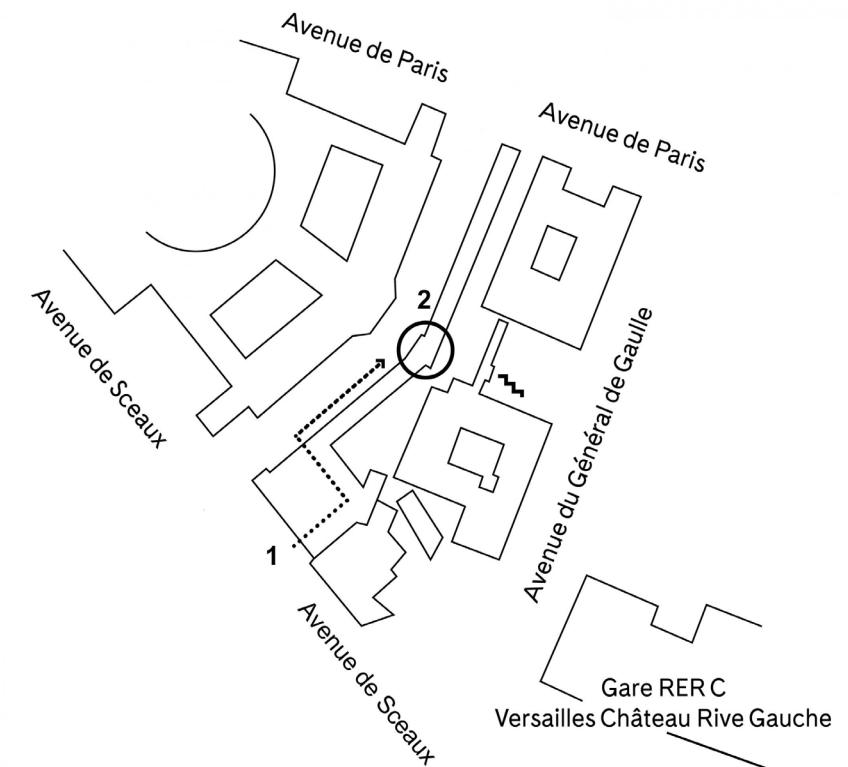 Avenue de Paris
Avenue de Paris
2
Avenue de Sceaux
Avenue du Général de Gaulle
1
Avenue de Sceaux
Gare RER C
Versailles Château Rive Gauche